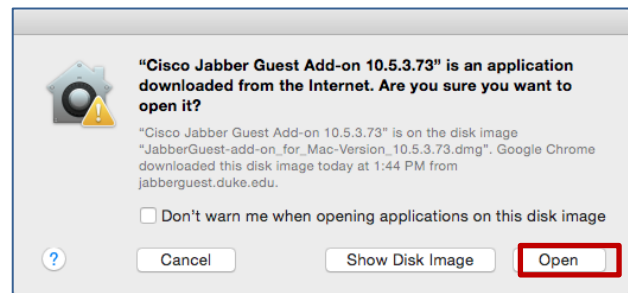 “Cisco Jabber Guest Add-on 10.5.3.73” is an application
downloaded from the Internet. Are you sure you want to
open it?
“Cisco Jabber Guest Add-on 10.5.3.73” is on the disk image
“JabberGuest-add-on_for_Mac-Version_10.5.3.73.dmg”. Google Chrome
downloaded this disk image today at 1:44 PM from
jabberguest.duke.edu.
Don’t warn me when opening applications on this disk image
? Cancel Show Disk Image Open